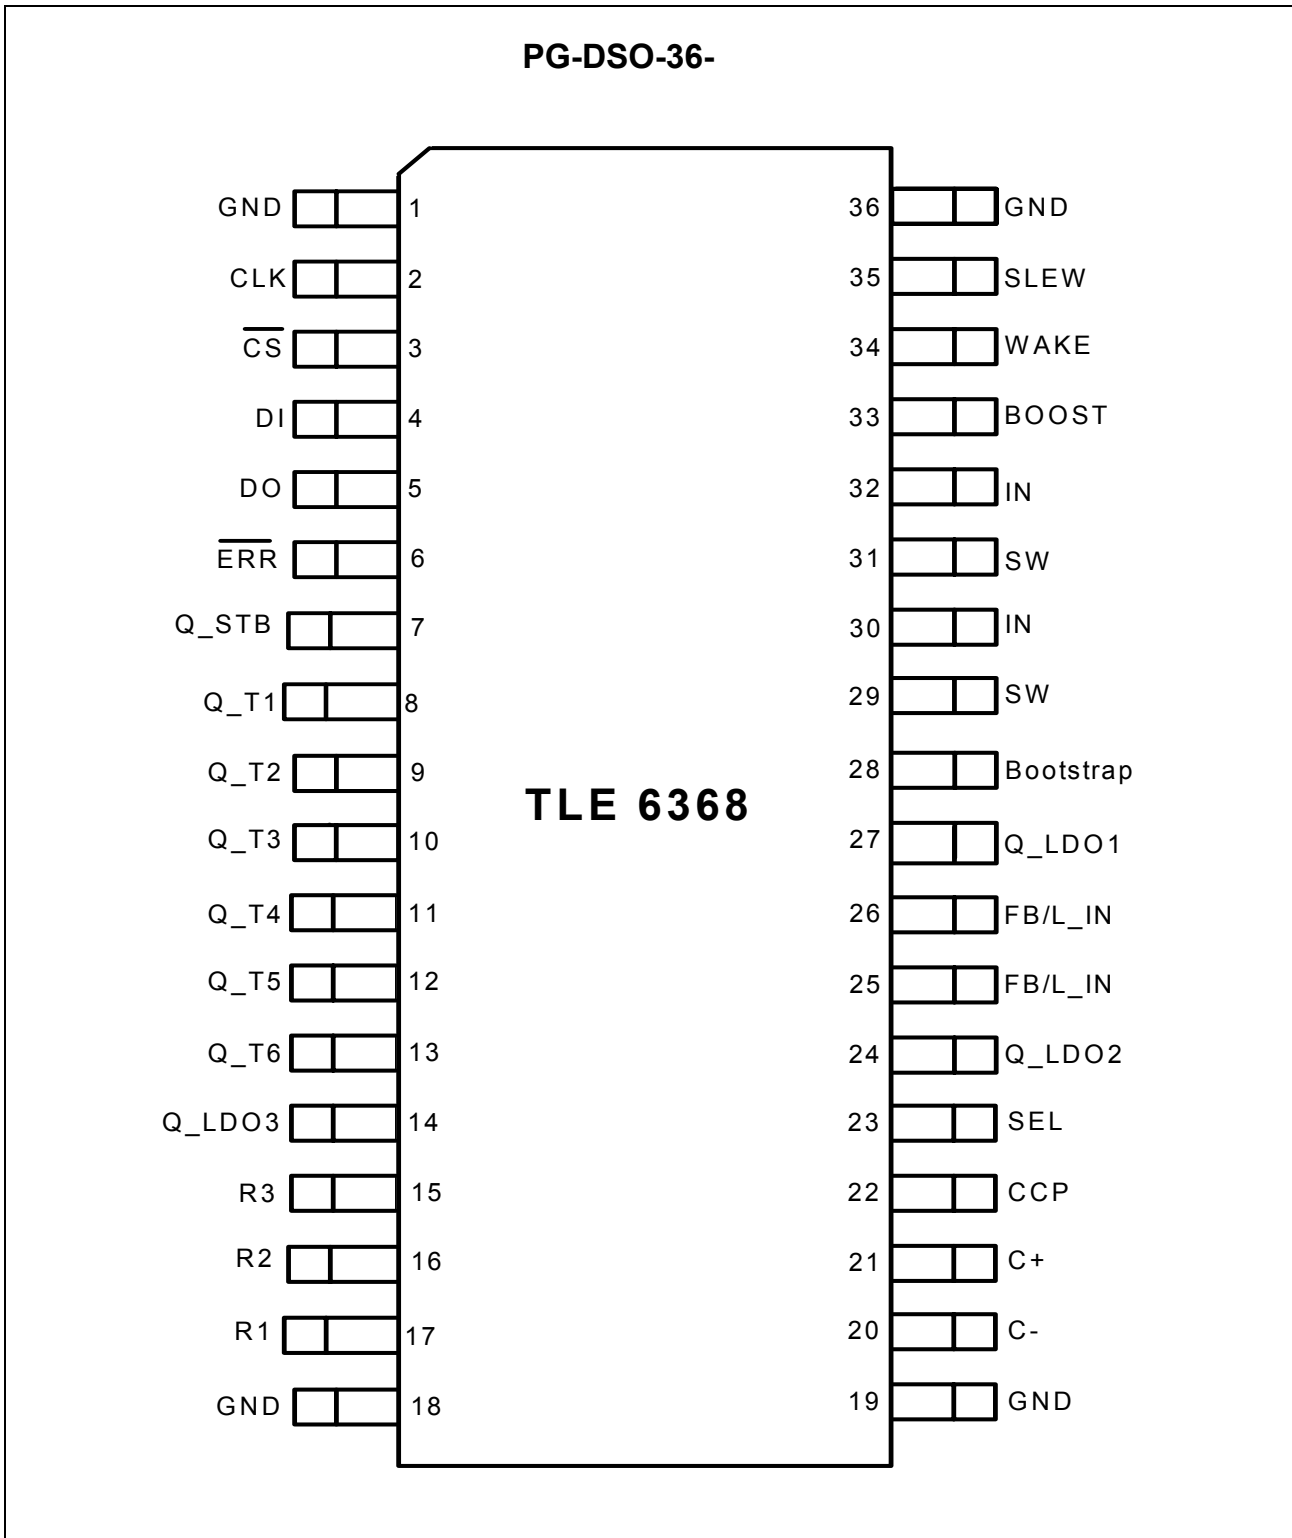 PG-DSO-36-
GND 1 36 GND
CLK 2 35 SLEW
C̅S̅ 3 34 WAKE
DI 4 33 BOOST
DO 5 32 IN
E̅R̅R̅ 6 31 SW
Q_STB 7 30 IN
Q_T1 8 29 SW
Q_T2 9 28 Bootstrap
TLE 6368
Q_T3 10 27 Q_LDO1
Q_T4 11 26 FB/L_IN
Q_T5 12 25 FB/L_IN
Q_T6 13 24 Q_LDO2
Q_LDO3 14 23 SEL
R3 15 22 CCP
R2 16 21 C+
R1 17 20 C-
GND 18 19 GND